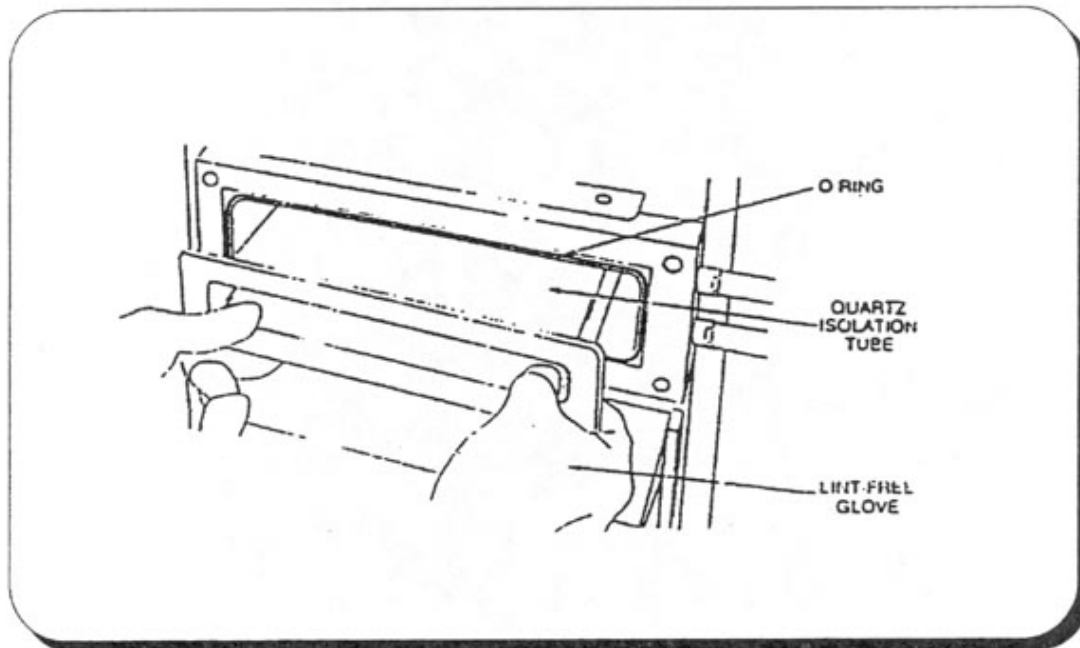 O RING
QUARTZ
ISOLATION
TUBE
LINT-FREE
GLOVE